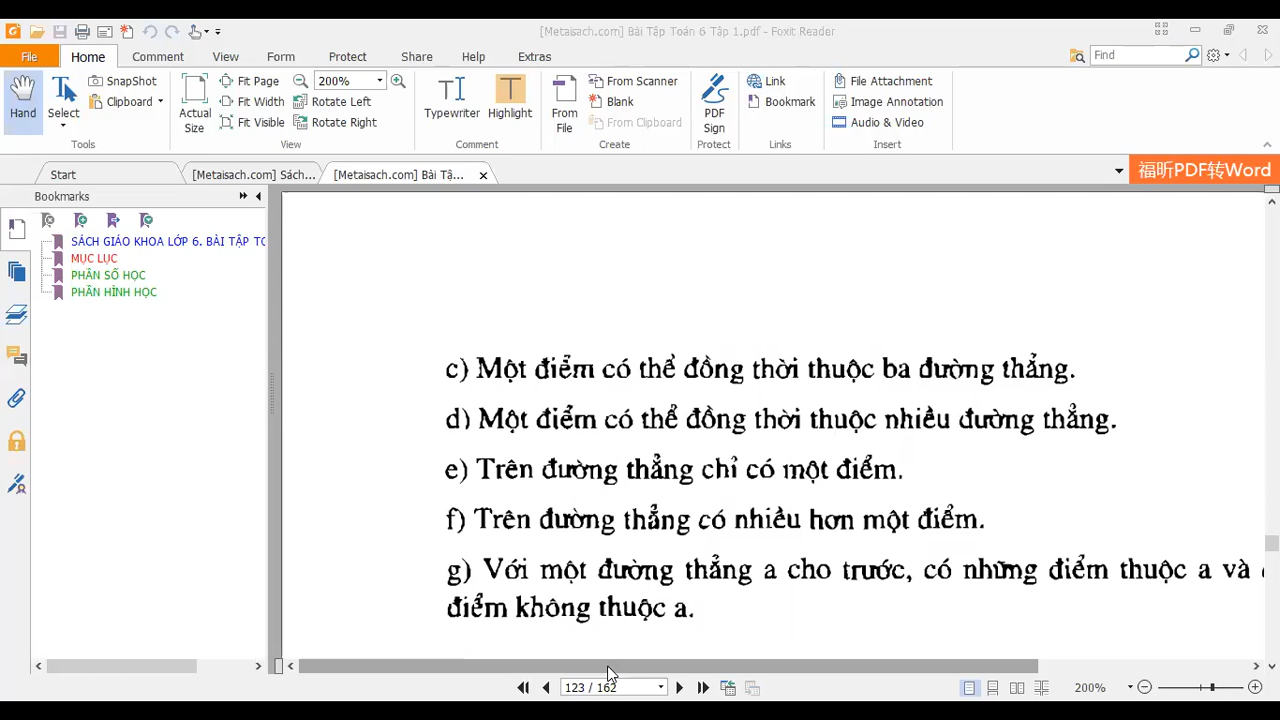 [Metaisach.com] Bài Tập Toán 6 Tập 1.pdf - Foxit Reader
File Home Comment View Form Protect Share Help Extras
Find
Hand
Select
SnapShot
Clipboard
Actual Size
Fit Page
Fit Width
Fit Visible
200%
Rotate Left
Rotate Right
Typewriter
Highlight
From File
From Scanner
Blank
From Clipboard
PDF Sign
Link
Bookmark
File Attachment
Image Annotation
Audio & Video
Tools View Comment Create Protect Links Insert
Start [Metaisach.com] Sách... [Metaisach.com] Bài Tậ...
福昕PDF转Word
Bookmarks
SÁCH GIÁO KHOA LỚP 6. BÀI TẬP TO
MỤC LỤC
PHẦN SỐ HỌC
PHẦN HÌNH HỌC
c) Một điểm có thể đồng thời thuộc ba đường thẳng.
d) Một điểm có thể đồng thời thuộc nhiều đường thẳng.
e) Trên đường thẳng chỉ có một điểm.
f) Trên đường thẳng có nhiều hơn một điểm.
g) Với một đường thẳng a cho trước, có những điểm thuộc a và
điểm không thuộc a.
123 / 162
200%